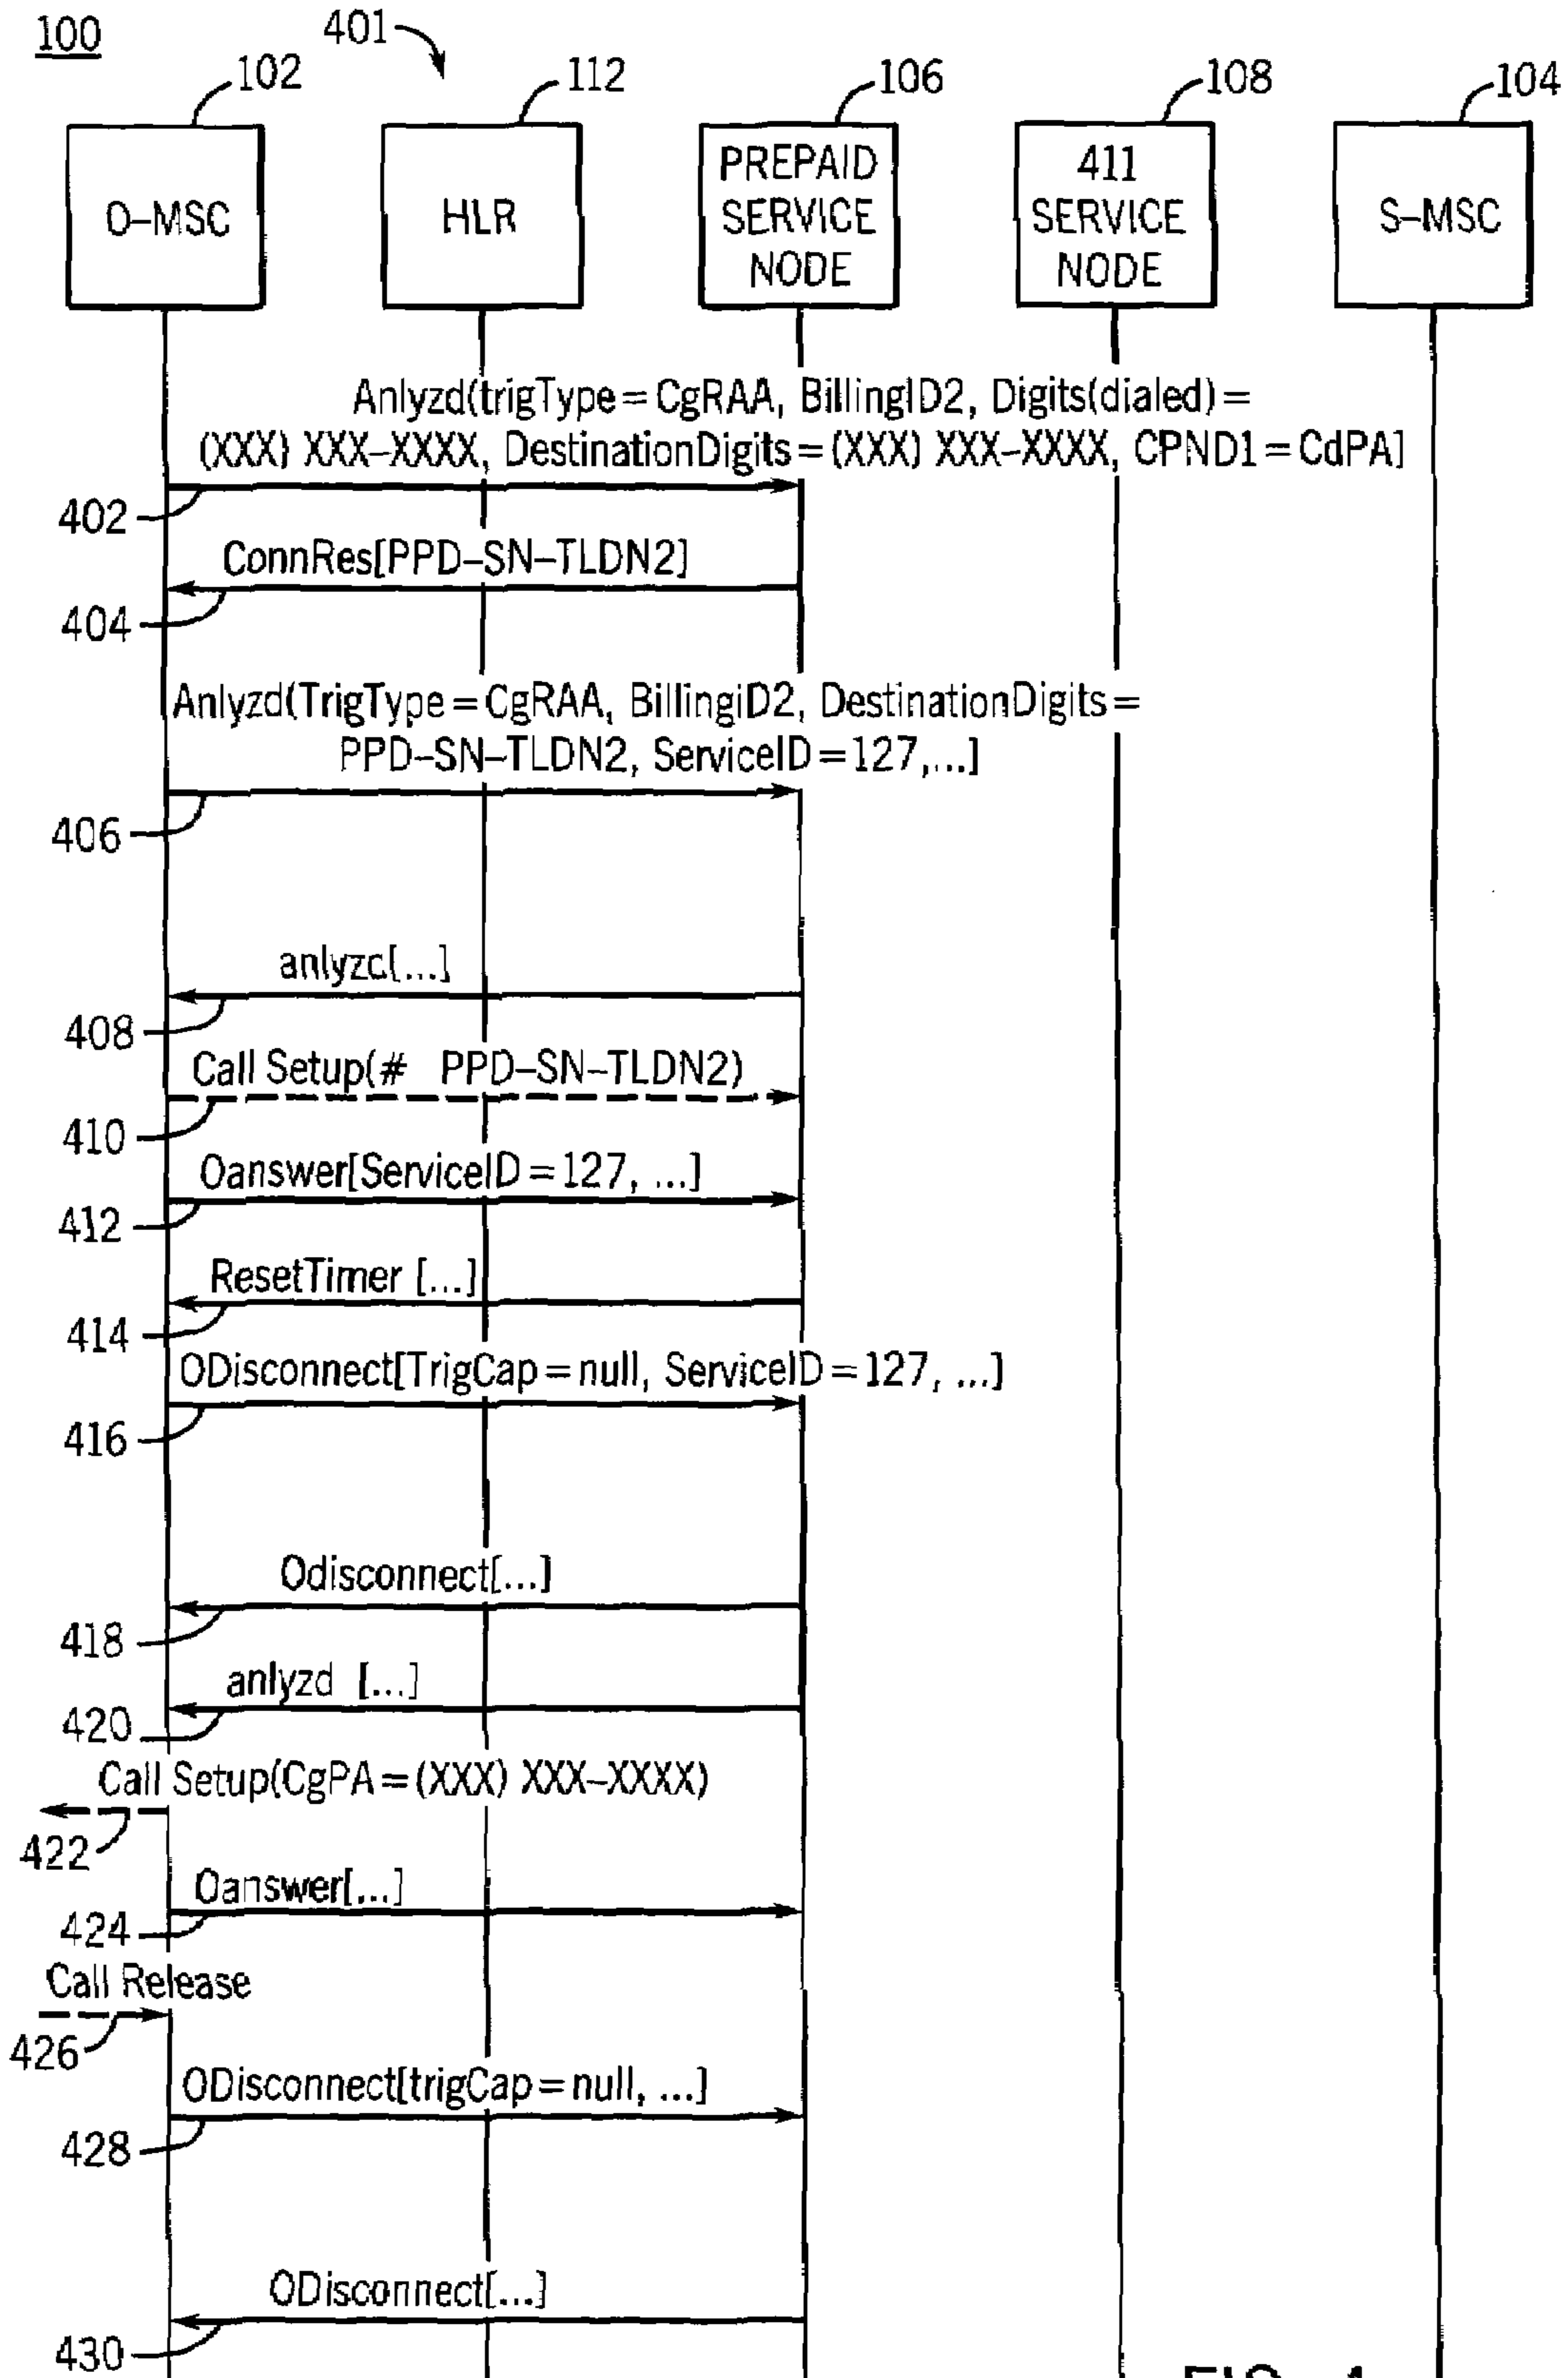 100
401
102
112
106
108
104
O-MSC
HLR
PREPAID
SERVICE
NODE
411
SERVICE
NODE
S-MSC
Anlyzd(trigType=CgRAA, BillingID2, Digits(dialed)=
(XXX) XXX-XXXX, DestinationDigits=(XXX) XXX-XXXX, CPND1=CdPA]
402
ConnRes[PPD-SN-TLDN2]
404
Anlyzd(TrigType=CgRAA, BillingiD2, DestinationDigits=
PPD-SN-TLDN2, ServiceID=127,...]
406
anlyzd[...]
408
Call Setup(# PPD-SN-TLDN2)
410
Oanswer[ServiceID=127, ...]
412
ResetTimer [...]
414
ODisconnect[TrigCap=null, ServiceID=127, ...]
416
Odisconnect[...]
418
anlyzd [...]
420
Call Setup(CgPA=(XXX) XXX-XXXX)
422
Oanswer[...]
424
Call Release
426
ODisconnect[trigCap=null, ...]
428
ODisconnect[...]
430